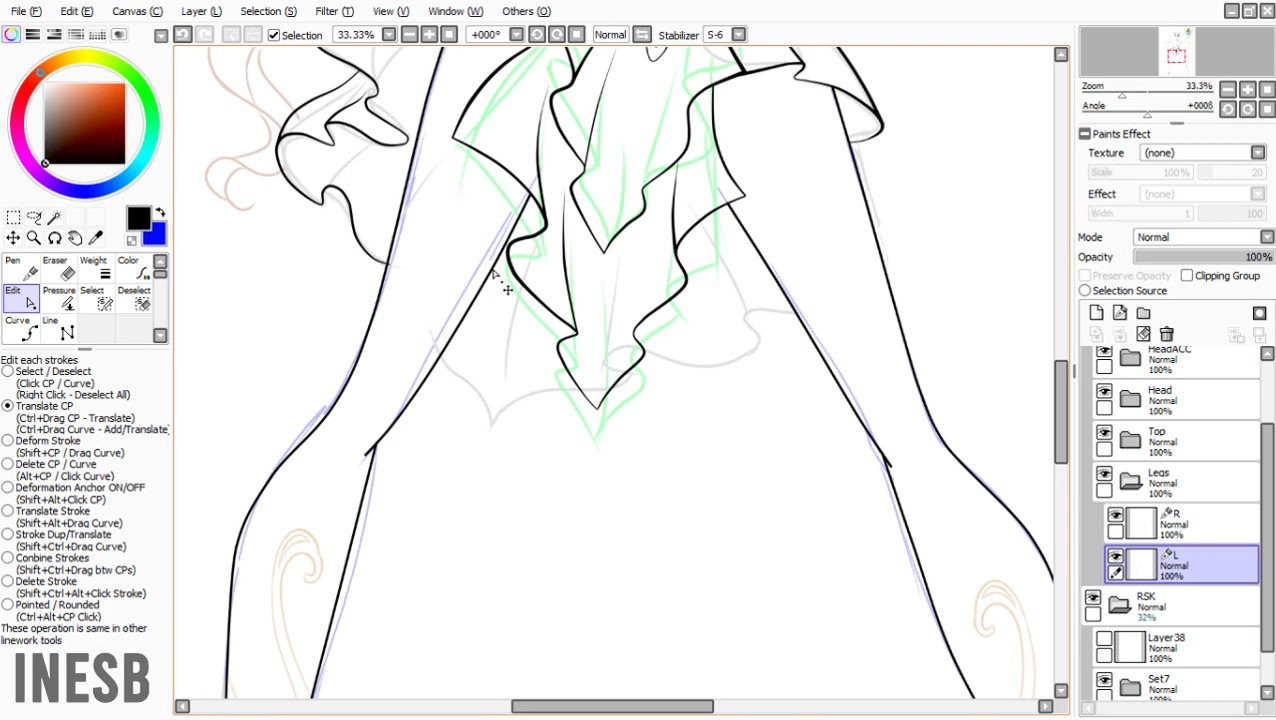 File (F) Edit (E) Canvas (C) Layer (L) Selection (S) Filter (T) View (V) Window (W) Others (O)
Selection 33.33% +000° Normal Stabilizer S-6
Zoom 33.3%
Angle +000θ
Paints Effect
Texture (none)
Scale 100% 20
Effect (none)
Width 1 100
Mode Normal
Opacity 100%
Preserve Opacity Clipping Group
Selection Source
Pen Eraser Weight Color
Edit Pressure Select Deselect
Curve Line
Edit each strokes
Select / Deselect
(Click CP / Curve)
(Right Click - Deselect All)
Translate CP
(Ctrl+Drag CP - Translate)
(Ctrl+Drag Curve - Add/Translate
Deform Stroke
(Shift+CP / Drag Curve)
Delete CP / Curve
(Alt+CP / Click Curve)
Deformation Anchor ON/OFF
(Shift+Alt+Click CP)
Translate Stroke
(Shift+Alt+Drag Curve)
Stroke Dup/Translate
(Shift+Ctrl+Drag Curve)
Combine Strokes
(Shift+Ctrl+Drag btw CPs)
Delete Stroke
(Shift+Ctrl+Alt+Click Stroke)
Pointed / Rounded
(Ctrl+Alt+CP Click)
These operation is same in other
linework tools
INESB
HeadACC
Normal
100%
Head
Normal
100%
Top
Normal
100%
Legs
Normal
100%
R
Normal
100%
L
Normal
100%
RSK
Normal
32%
Layer38
Normal
100%
Set7
Normal
100%